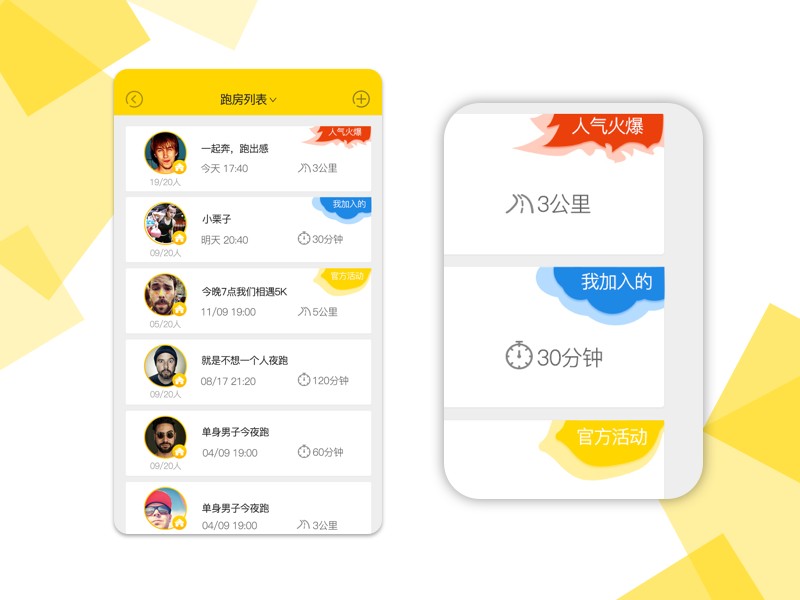 跑房列表
人气火爆
一起奔，跑出感
今天 17:40
3公里
19/20人
我加入的
小栗子
明天 20:40
30分钟
09/20人
官方活动
今晚7点我们相遇5K
11/09 19:00
5公里
05/20人
就是不想一个人夜跑
08/17 21:20
120分钟
09/20人
单身男子今夜跑
04/09 19:00
60分钟
09/20人
单身男子今夜跑
04/09 19:00
3公里
人气火爆
3公里
我加入的
30分钟
官方活动